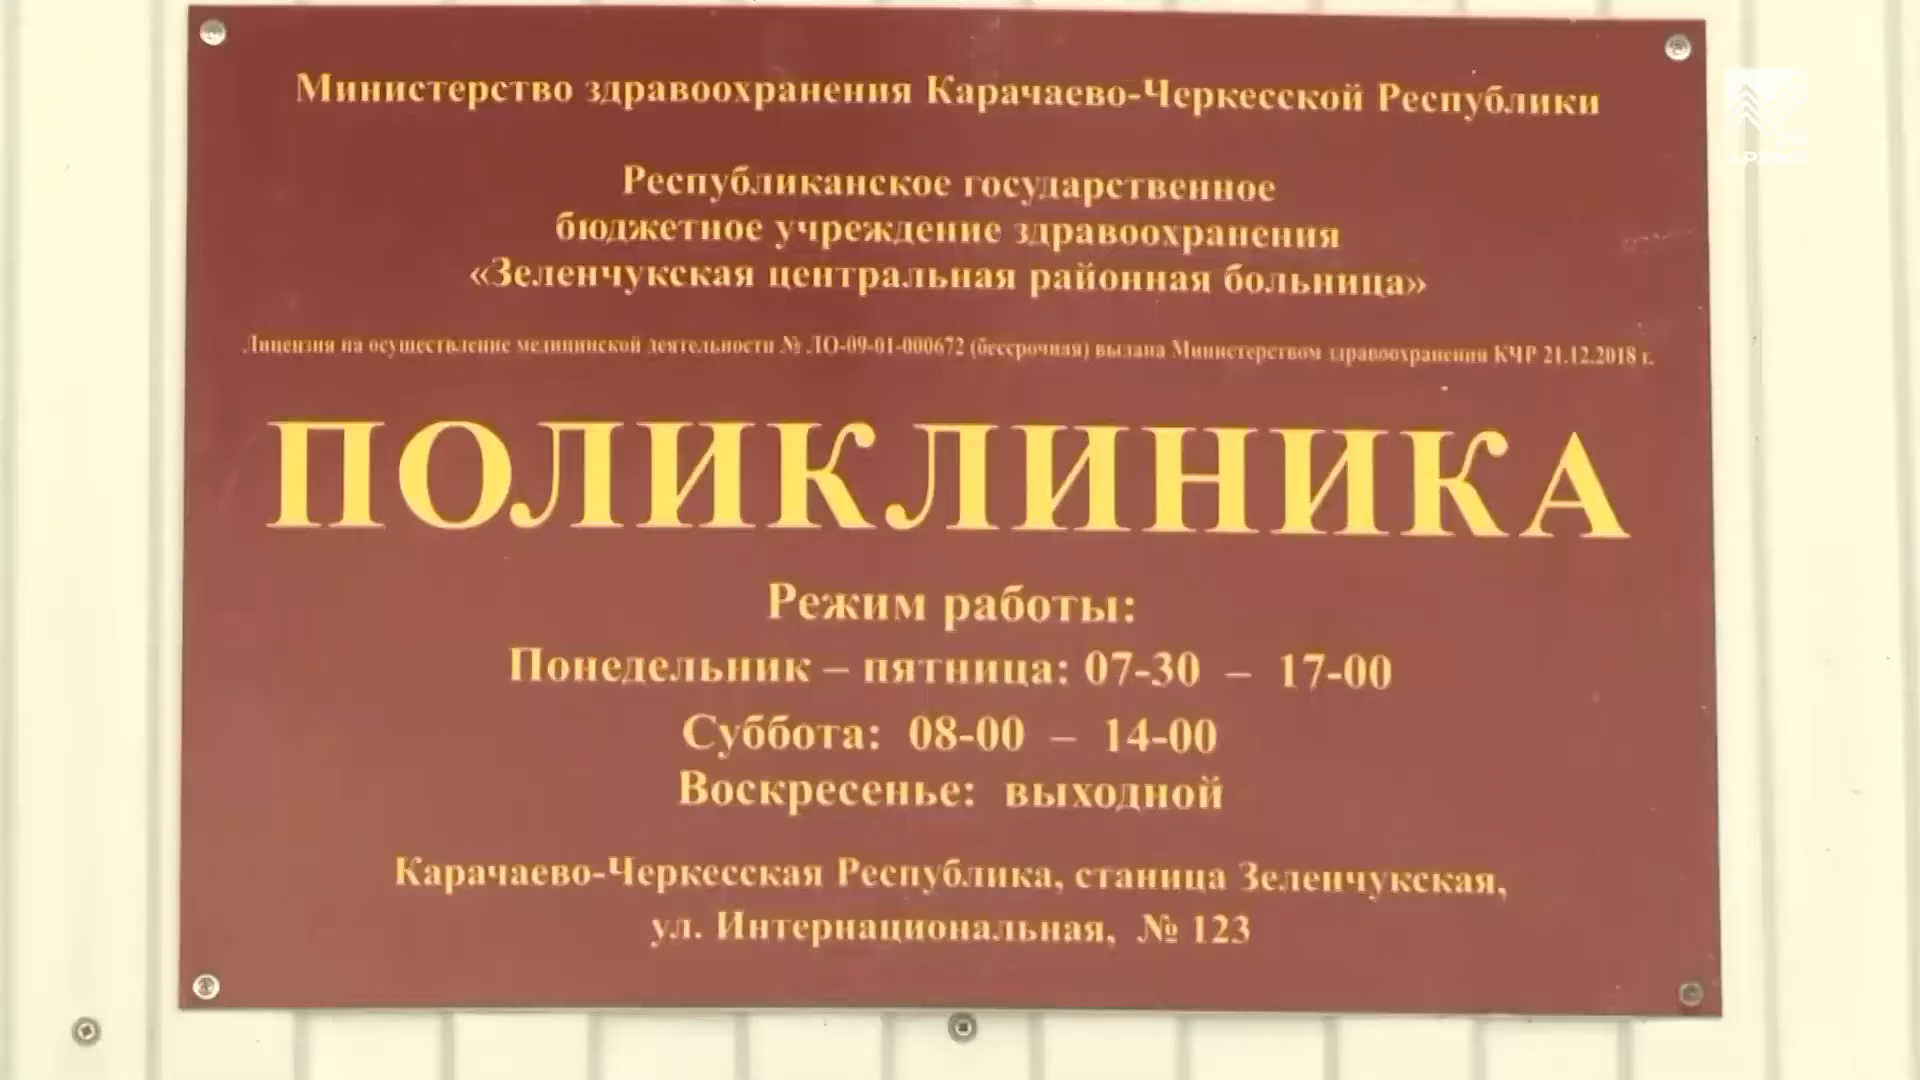 Министерство здравоохранения Карачаево-Черкесской Республики
Республиканское государственное
бюджетное учреждение здравоохранения
«Зеленчукская центральная районная больница»
Лицензия на осуществление медицинской деятельности № ЛО-09-01-000672 (бессрочная) выдана Министерством здравоохранения КЧР 21.12.2018 г.
ПОЛИКЛИНИКА
Режим работы:
Понедельник – пятница: 07-30 – 17-00
Суббота: 08-00 – 14-00
Воскресенье: выходной
Карачаево-Черкесская Республика, станица Зеленчукская,
ул. Интернациональная, № 123